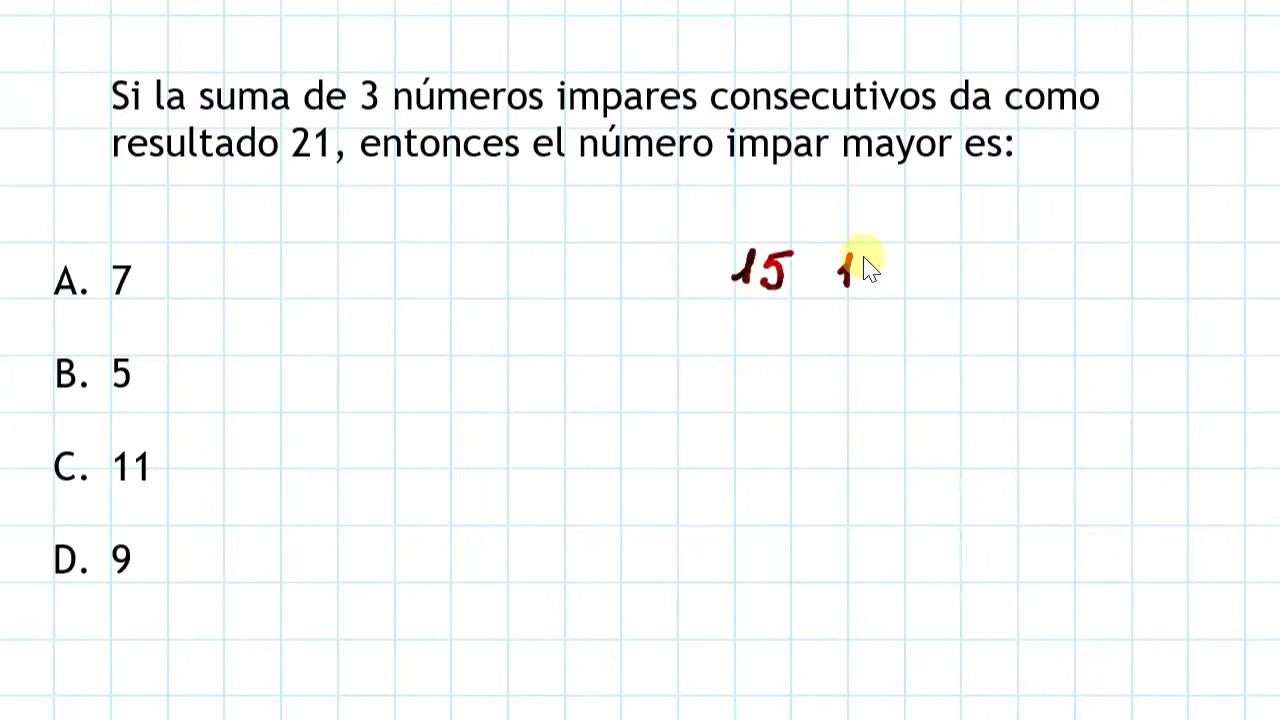 Si la suma de 3 números impares consecutivos da como
resultado 21, entonces el número impar mayor es:
15 1
A. 7
B. 5
C. 11
D. 9